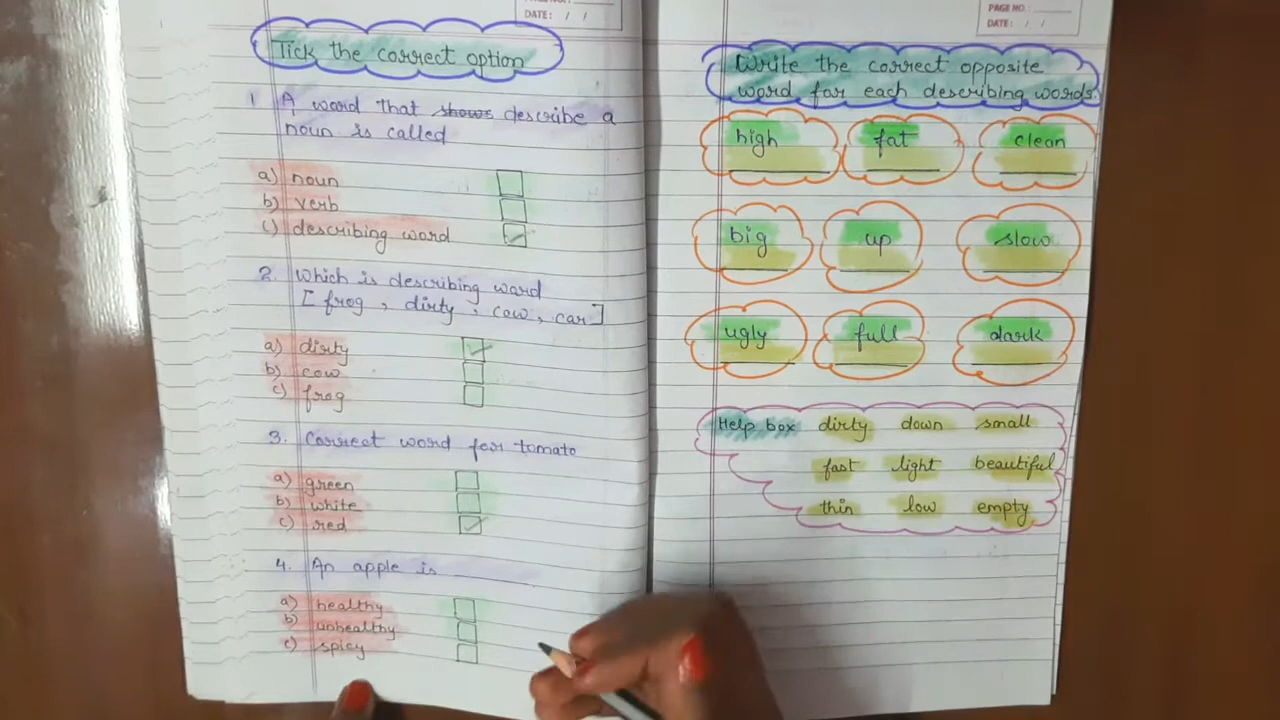 DATE: / /
Tick the correct option
1 A word that shows describe a
noun is called
a) noun
b) verb
c) describing word
2. Which is describing word
[frog, dirty, cow, car]
a) dirty
b) cow
c) frog
3. Correct word for tomato
a) green
b) white
c) red
4. An apple is
a) healthy
b) unhealthy
c) spicy
PAGE NO.:
DATE: / /
Write the correct opposite
word for each describing words
high fat clean
big up slow
ugly full dark
Help box dirty down small
fast light beautiful
thin low empty